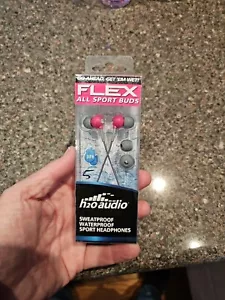 GO AHEAD, GET 'EM WET!
FLEX
ALL SPORT BUDS
h2o audio
SWEATPROOF
WATERPROOF
SPORT HEADPHONES